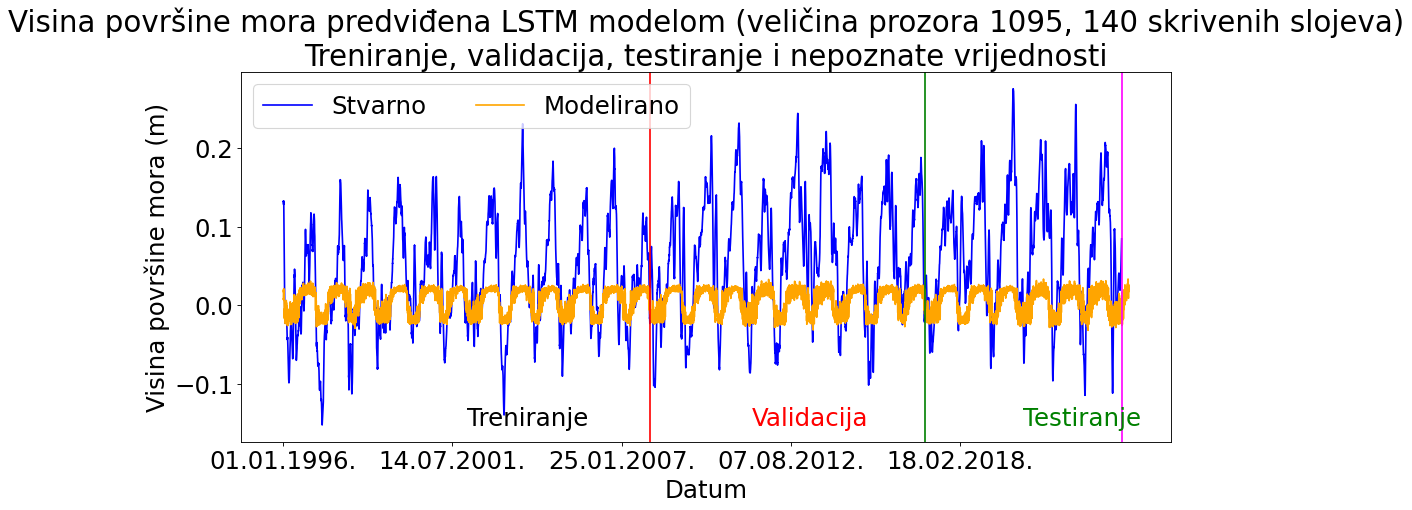 Visina površine mora predviđena LSTM modelom (veličina prozora 1095, 140 skrivenih slojeva)
Treniranje, validacija, testiranje i nepoznate vrijednosti
Stvarno Modelirano
Visina površine mora (m)
0.2
0.1
0.0
−0.1
Treniranje Validacija Testiranje
01.01.1996. 14.07.2001. 25.01.2007. 07.08.2012. 18.02.2018.
Datum